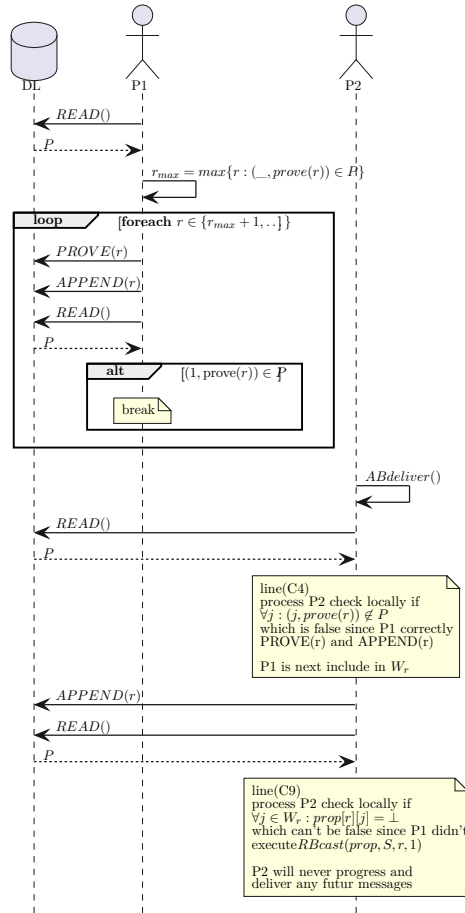 DL
P1
P2
READ()
P
r_max = max{r : (_, prove(r)) ∈ P}
loop
[foreach r ∈ {r_max + 1, ..}]
PROVE(r)
APPEND(r)
READ()
P
alt
[(1, prove(r)) ∈ P]
break
ABdeliver()
READ()
P
line(C4)
process P2 check locally if
∀j : (j, prove(r)) ∉ P
which is false since P1 correctly
PROVE(r) and APPEND(r)
P1 is next include in W_r
APPEND(r)
READ()
P
line(C9)
process P2 check locally if
∀j ∈ W_r : prop[r][j] = ⊥
which can't be false since P1 didn't
executeRBcast(prop, S, r, 1)
P2 will never progress and
deliver any futur messages